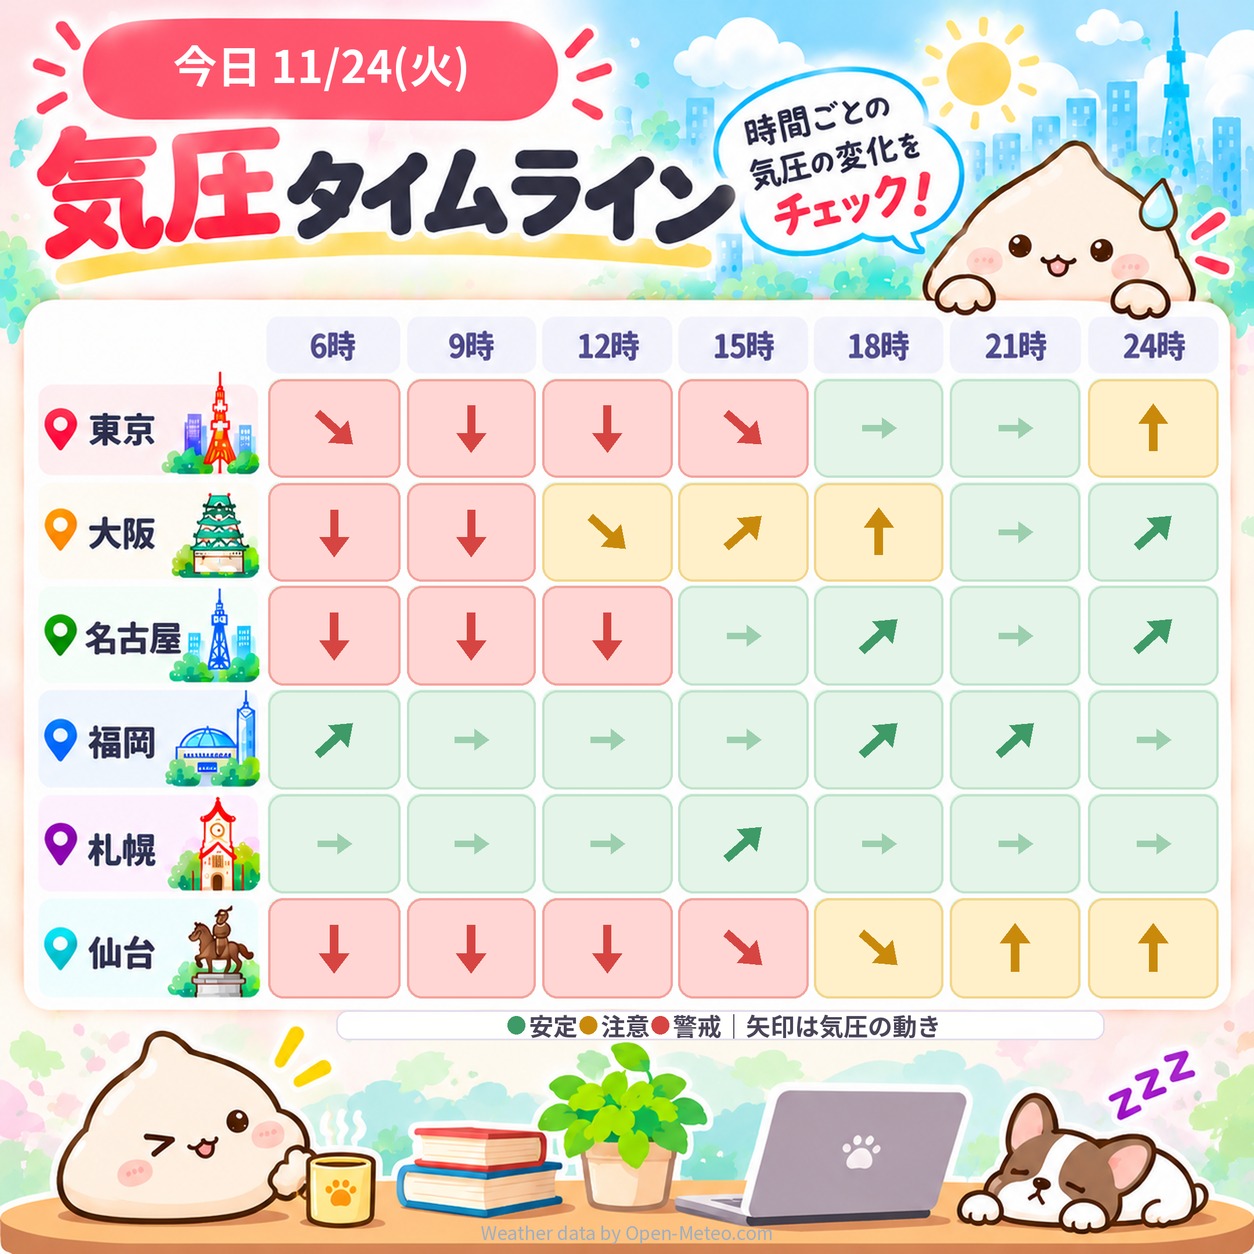 今日 11/24(火)
気圧タイムライン
時間ごとの
気圧の変化を
チェック!
6時 9時 12時 15時 18時 21時 24時
東京
大阪
名古屋
福岡
札幌
仙台
●安定●注意●警戒｜矢印は気圧の動き
zzz
Weather data by Open-Meteo.com